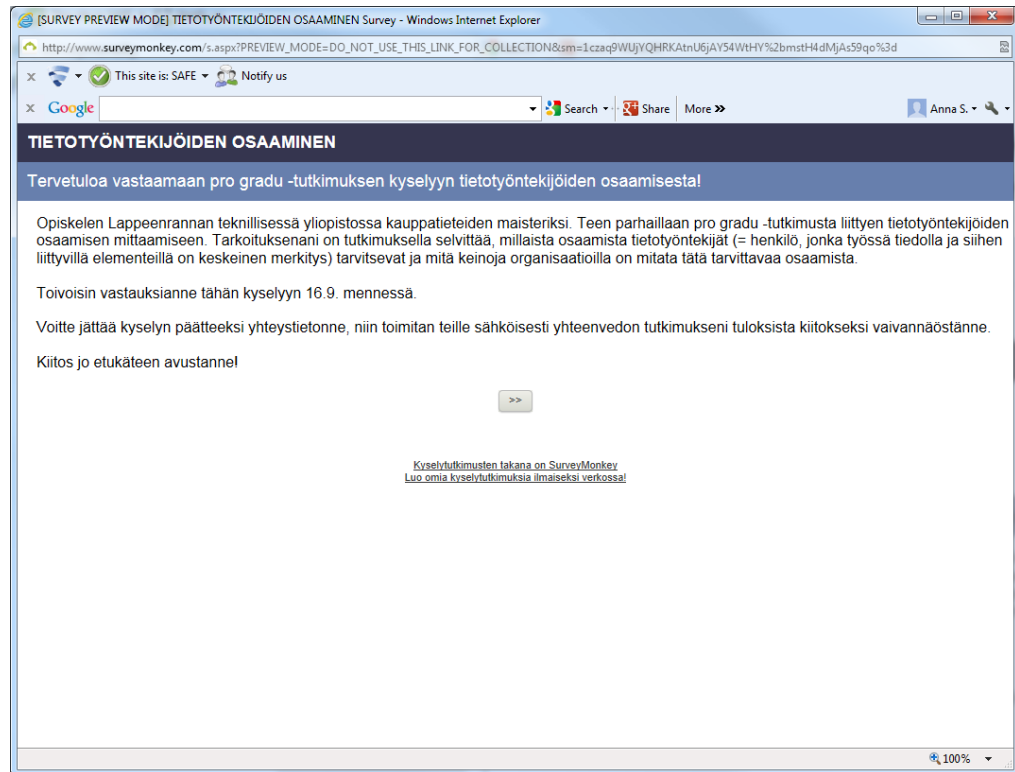 [SURVEY PREVIEW MODE] TIETOTYÖNTEKIJÖIDEN OSAAMINEN Survey - Windows Internet Explorer
http://www.surveymonkey.com/s.aspx?PREVIEW_MODE=DO_NOT_USE_THIS_LINK_FOR_COLLECTION&sm=1czaq9WUjYQHRKAtnU6jAY54WtHY%2bmstH4dMjAs59qo%3d
x This site is: SAFE Notify us
x Google Search Share More >> Anna S.
TIETOTYÖNTEKIJÖIDEN OSAAMINEN
Tervetuloa vastaamaan pro gradu -tutkimuksen kyselyyn tietotyöntekijöiden osaamisesta!
Opiskelen Lappeenrannan teknillisessä yliopistossa kauppatieteiden maisteriksi. Teen parhaillaan pro gradu -tutkimusta liittyen tietotyöntekijöiden
osaamisen mittaamiseen. Tarkoituksenani on tutkimuksella selvittää, millaista osaamista tietotyöntekijät (= henkilö, jonka työssä tiedolla ja siihen
liittyvillä elementeillä on keskeinen merkitys) tarvitsevat ja mitä keinoja organisaatioilla on mitata tätä tarvittavaa osaamista.
Toivoisin vastauksianne tähän kyselyyn 16.9. mennessä.
Voitte jättää kyselyn päätteeksi yhteystietonne, niin toimitan teille sähköisesti yhteenvedon tutkimukseni tuloksista kiitokseksi vaivannäöstänne.
Kiitos jo etukäteen avustanne!
>>
Kyselytutkimusten takana on SurveyMonkey
Luo omia kyselytutkimuksia ilmaiseksi verkossa!
100%